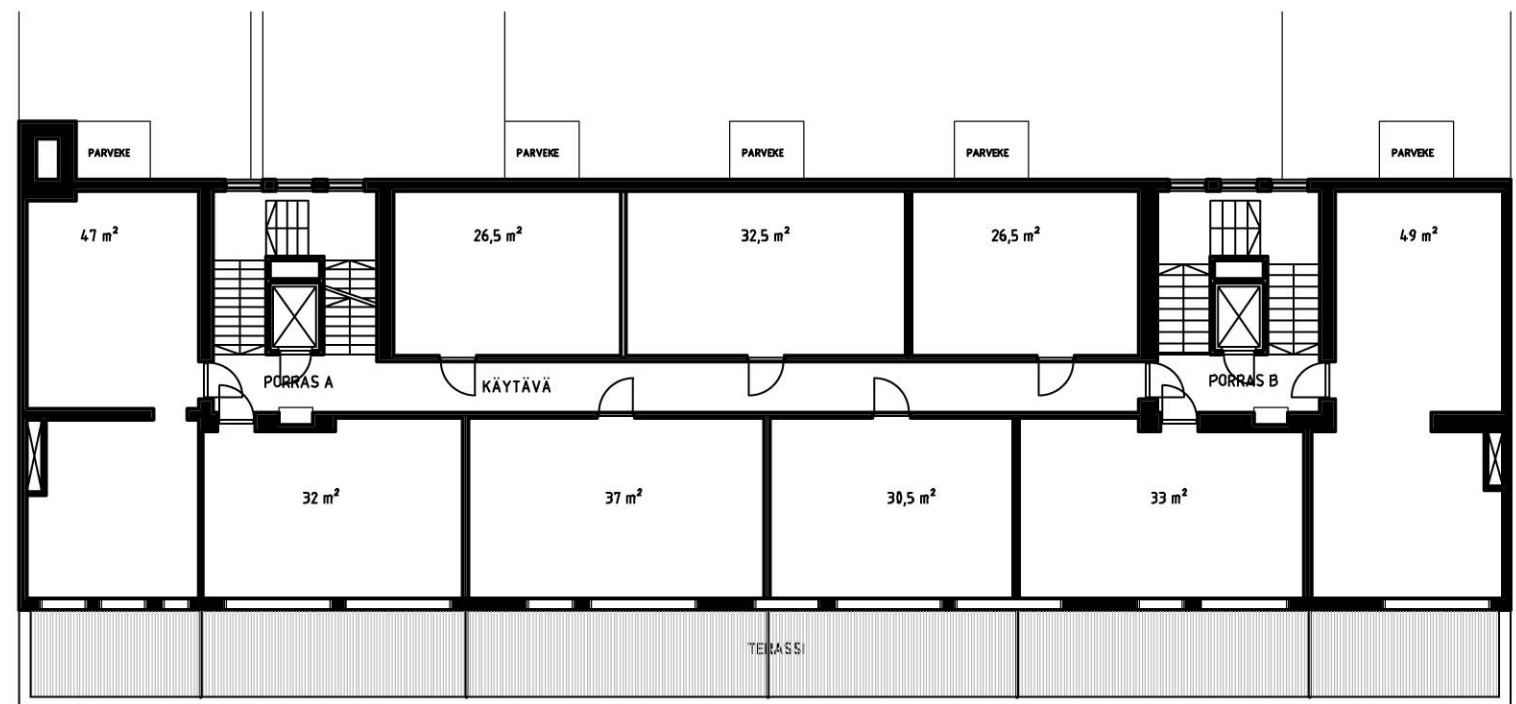 PARVEKE
PARVEKE
PARVEKE
PARVEKE
PARVEKE
47 m²
26,5 m²
32,5 m²
26,5 m²
49 m²
PORRAS A
KÄYTÄVÄ
PORRAS B
32 m²
37 m²
30,5 m²
33 m²
TERASSI